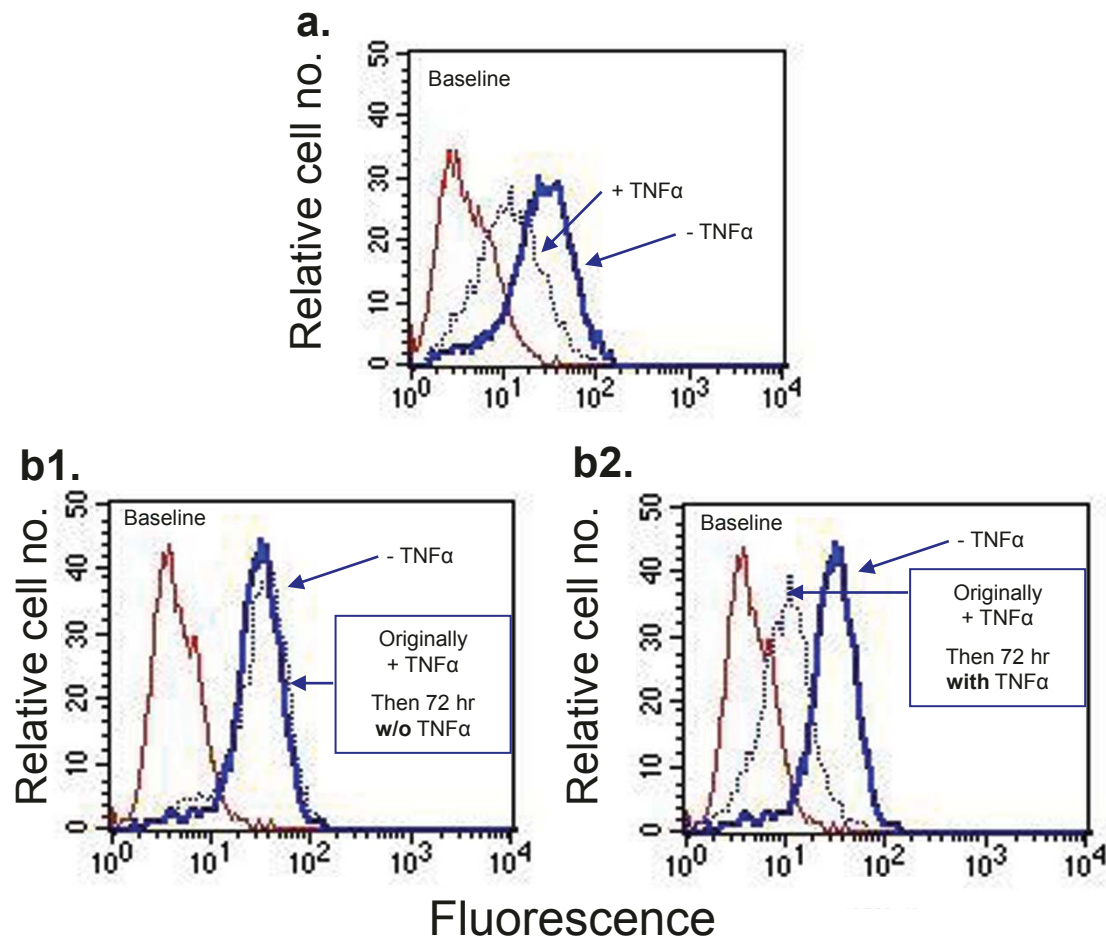 a.
Relative cell no.
50
40
30
20
10
0
Baseline
+ TNFα
- TNFα
10⁰ 10¹ 10² 10³ 10⁴
b1.
Relative cell no.
50
40
30
20
10
0
Baseline
- TNFα
Originally
+ TNFα
Then 72 hr
w/o TNFα
10⁰ 10¹ 10² 10³ 10⁴
b2.
Relative cell no.
50
40
30
20
10
0
Baseline
- TNFα
Originally
+ TNFα
Then 72 hr
with TNFα
10⁰ 10¹ 10² 10³ 10⁴
Fluorescence